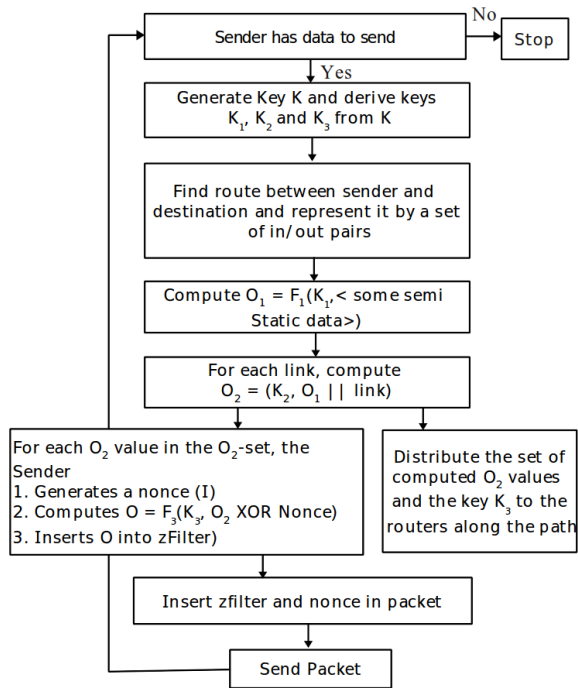 Sender has data to send
No
Stop
Yes
Generate Key K and derive keys
K₁, K₂ and K₃ from K
Find route between sender and
destination and represent it by a set
of in/out pairs
Compute O₁ = F₁(K₁,< some semi
Static data>)
For each link, compute
O₂ = (K₂, O₁ || link)
For each O₂ value in the O₂-set, the
Sender
1. Generates a nonce (I)
2. Computes O = F₃(K₃, O₂ XOR Nonce)
3. Inserts O into zFilter)
Distribute the set of
computed O₂ values
and the key K₃ to the
routers along the path
Insert zfilter and nonce in packet
Send Packet